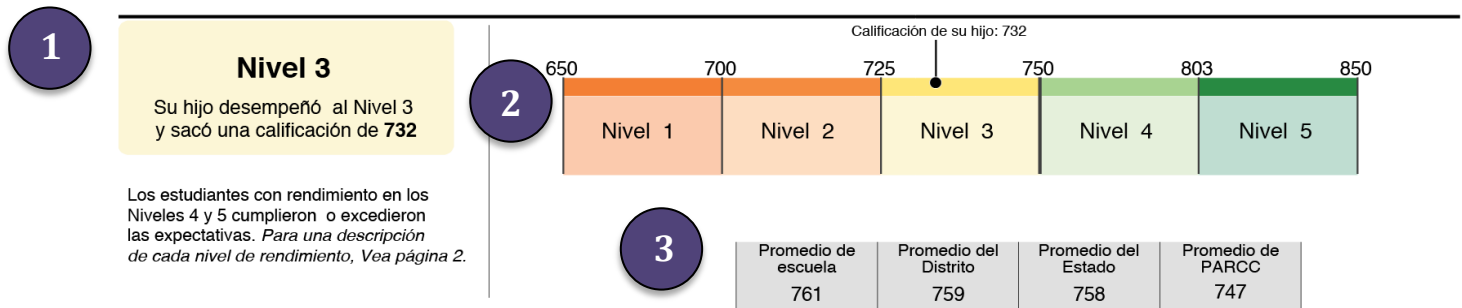 1
Nivel 3
Su hijo desempeñó al Nivel 3
y sacó una calificación de 732
Los estudiantes con rendimiento en los
Niveles 4 y 5 cumplieron o excedieron
las expectativas. Para una descripción
de cada nivel de rendimiento, Vea página 2.
2
Calificación de su hijo: 732
650 700 725 750 803 850
Nivel 1 Nivel 2 Nivel 3 Nivel 4 Nivel 5
3
Promedio de escuela
761
Promedio del Distrito
759
Promedio del Estado
758
Promedio de PARCC
747